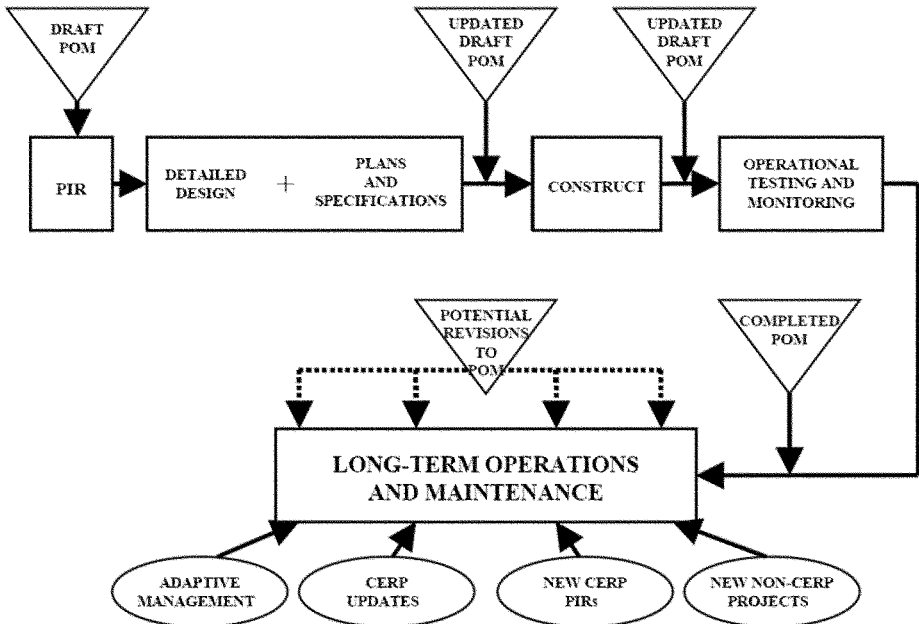 DRAFT
POM
UPDATED
DRAFT
POM
UPDATED
DRAFT
POM
PIR
DETAILED
DESIGN
+
PLANS
AND
SPECIFICATIONS
CONSTRUCT
OPERATIONAL
TESTING AND
MONITORING
POTENTIAL
REVISIONS
TO
POM
COMPLETED
POM
LONG-TERM OPERATIONS
AND MAINTENANCE
ADAPTIVE
MANAGEMENT
CERP
UPDATES
NEW CERP
PIRs
NEW NON-CERP
PROJECTS